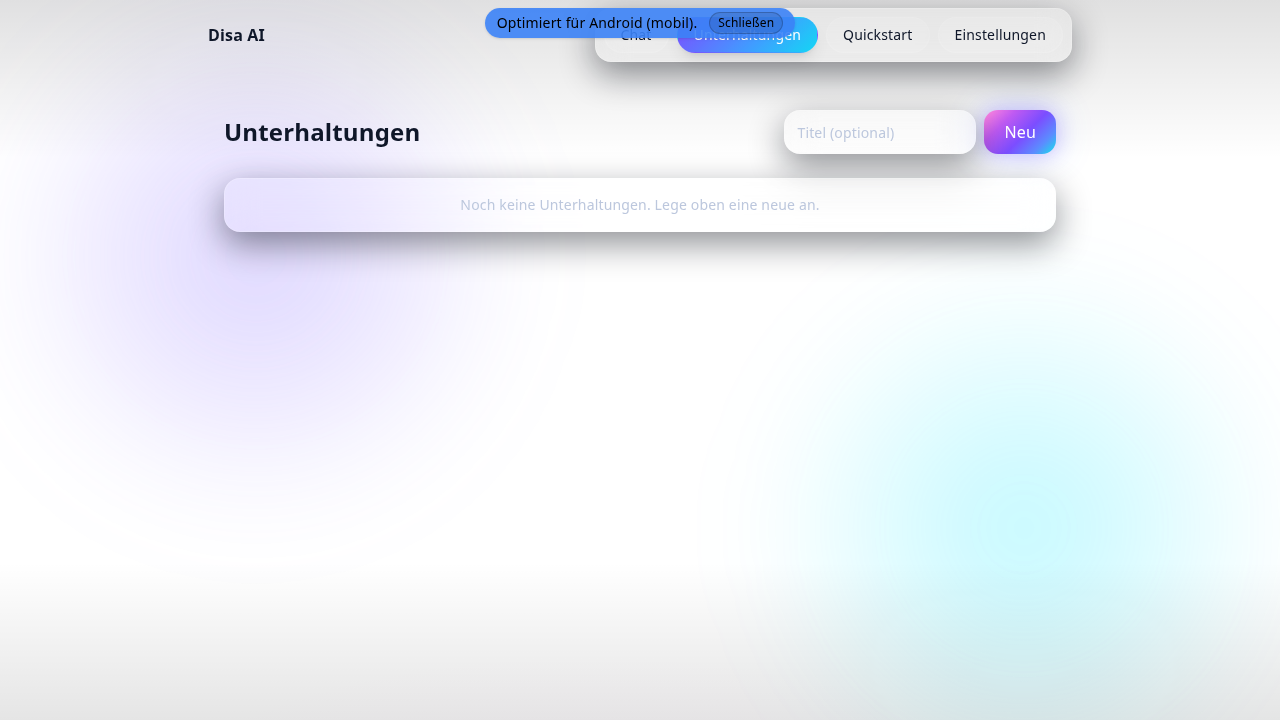 Optimiert für Android (mobil). Schließen
Disa AI
Chat Unterhaltungen Quickstart Einstellungen
Unterhaltungen
Titel (optional) Neu
Noch keine Unterhaltungen. Lege oben eine neue an.